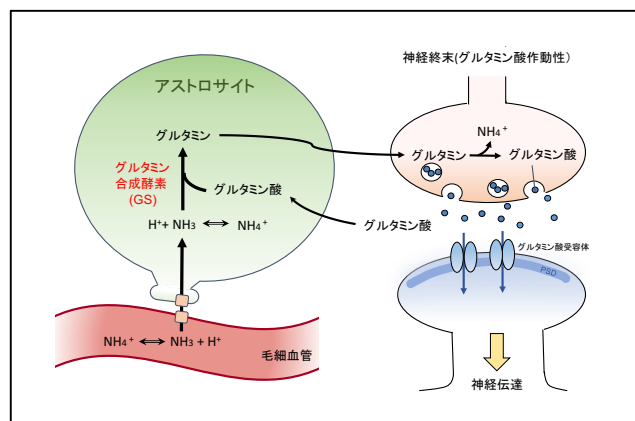 神経終末(グルタミン酸作動性)
アストロサイト
グルタミン
グルタミン
合成酵素
(GS)
グルタミン酸
H⁺+ NH₃ ⇔ NH₄⁺
NH₄⁺ ⇔ NH₃ + H⁺
毛細血管
NH₄⁺
グルタミン
グルタミン酸
グルタミン酸
グルタミン酸受容体
PSD
神経伝達